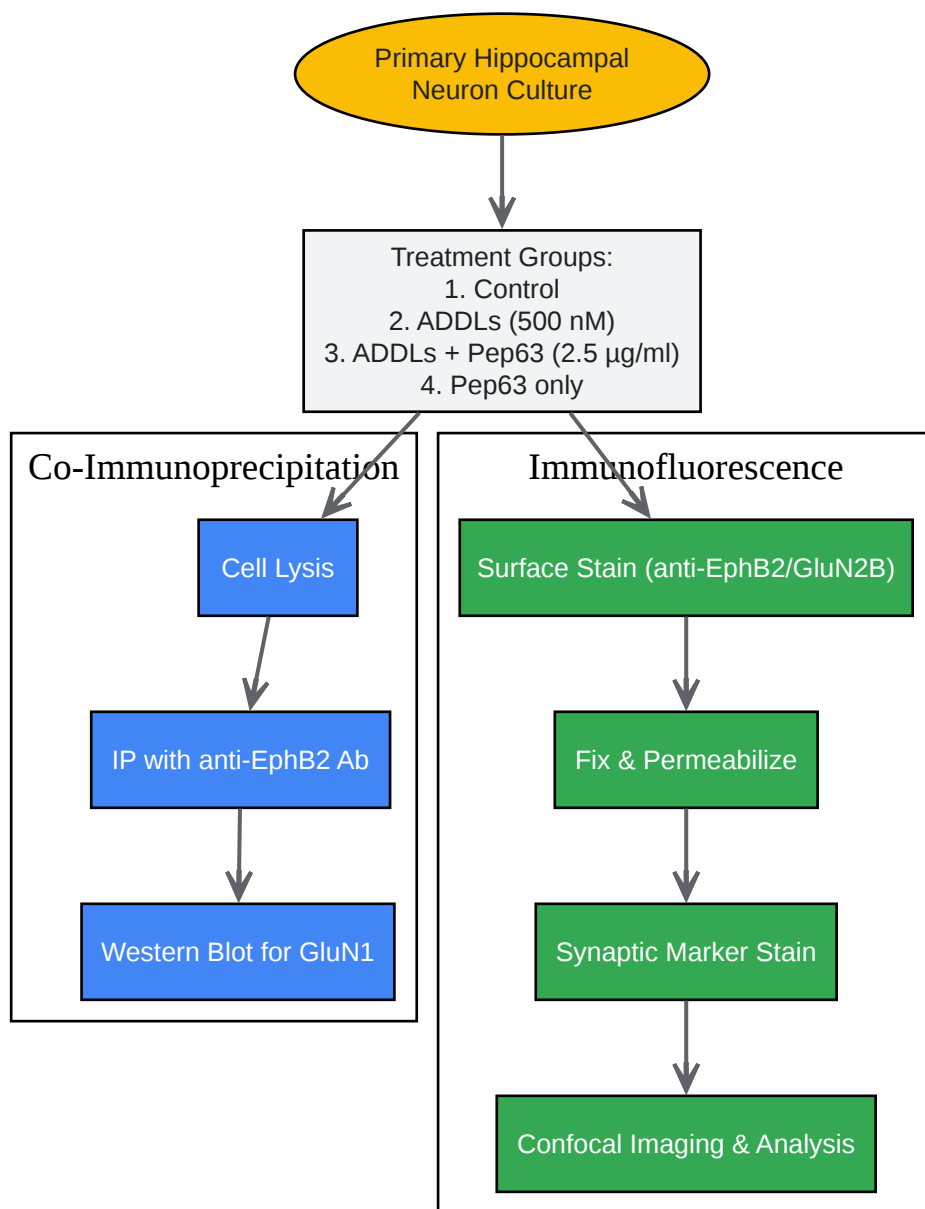 Primary Hippocampal
Neuron Culture
Treatment Groups:
1. Control
2. ADDLs (500 nM)
3. ADDLs + Pep63 (2.5 µg/ml)
4. Pep63 only
Co-Immunoprecipitation
Cell Lysis
IP with anti-EphB2 Ab
Western Blot for GluN1
Immunofluorescence
Surface Stain (anti-EphB2/GluN2B)
Fix & Permeabilize
Synaptic Marker Stain
Confocal Imaging & Analysis